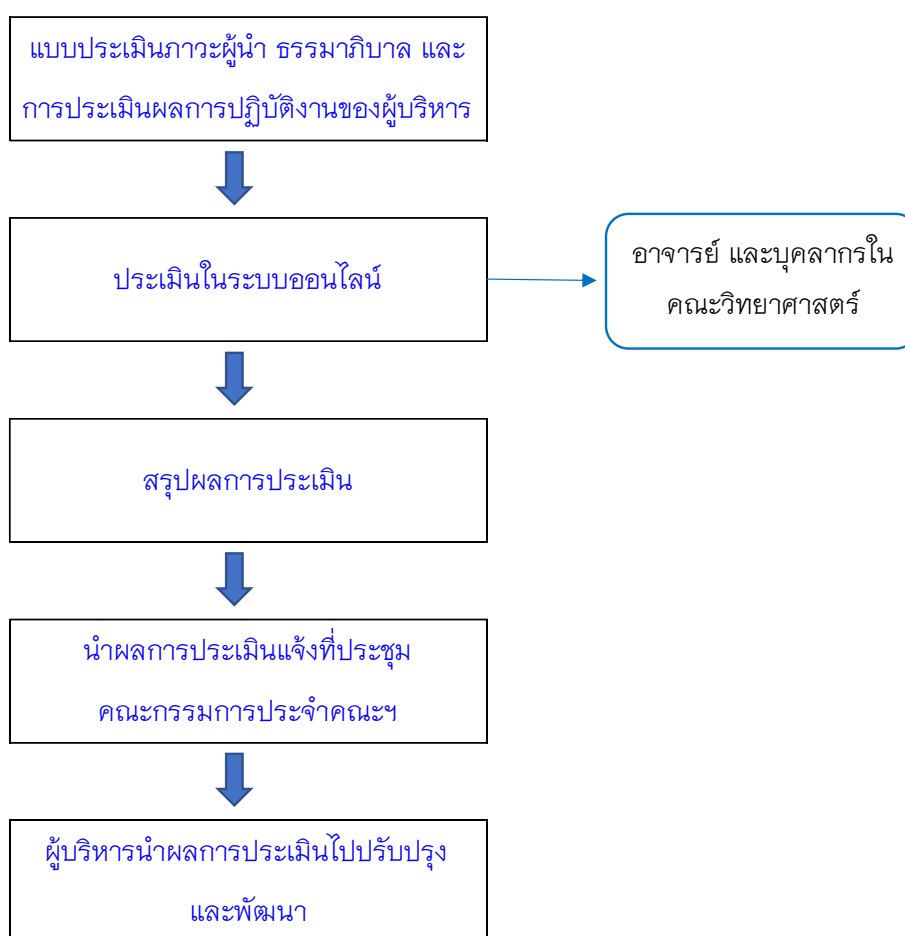 แบบประเมินภาวะผู้นำ ธรรมาภิบาล และ
การประเมินผลการปฏิบัติงานของผู้บริหาร
ประเมินในระบบออนไลน์
อาจารย์ และบุคลากรใน
คณะวิทยาศาสตร์
สรุปผลการประเมิน
นำผลการประเมินแจ้งที่ประชุม
คณะกรรมการประจำคณะฯ
ผู้บริหารนำผลการประเมินไปปรับปรุง
และพัฒนา